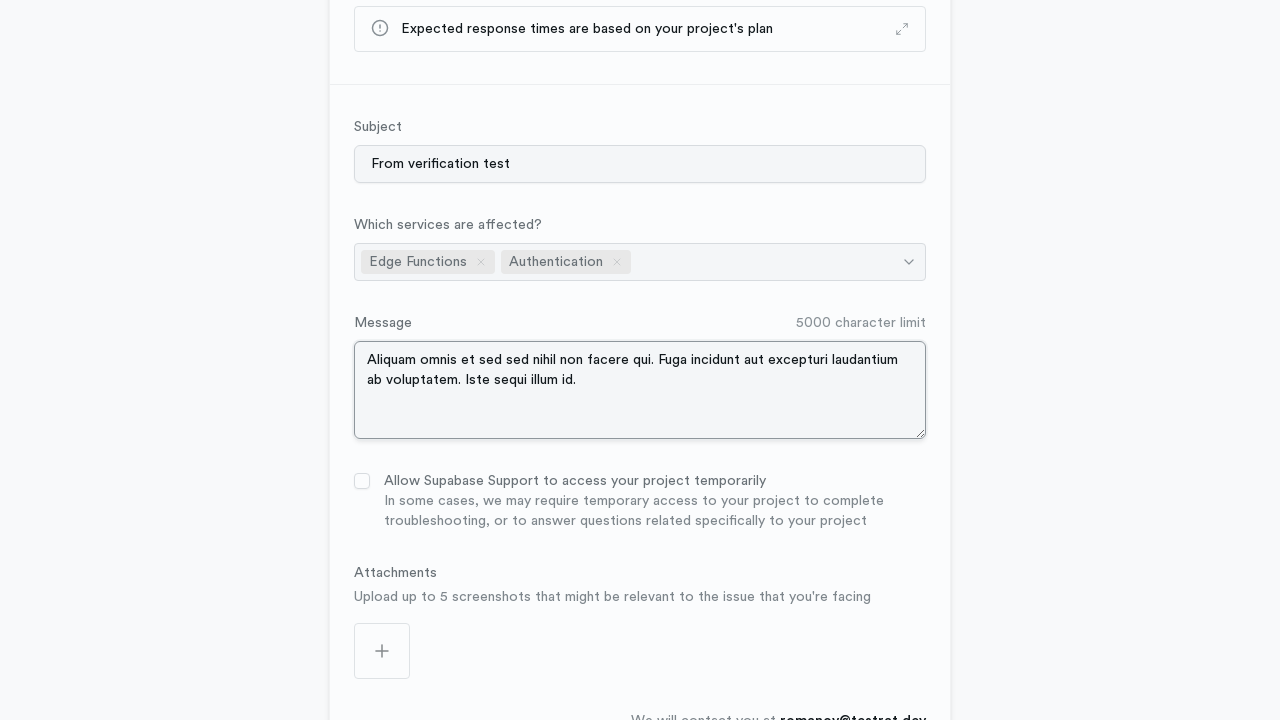 Expected response times are based on your project's plan
Subject
From verification test
Which services are affected?
Edge Functions Authentication
Message 5000 character limit
Aliquam omnis et sed sed nihil non facere qui. Fuga incidunt aut excepturi laudantium
ab voluptatem. Iste sequi illum id.
Allow Supabase Support to access your project temporarily
In some cases, we may require temporary access to your project to complete
troubleshooting, or to answer questions related specifically to your project
Attachments
Upload up to 5 screenshots that might be relevant to the issue that you're facing
We will contact you at